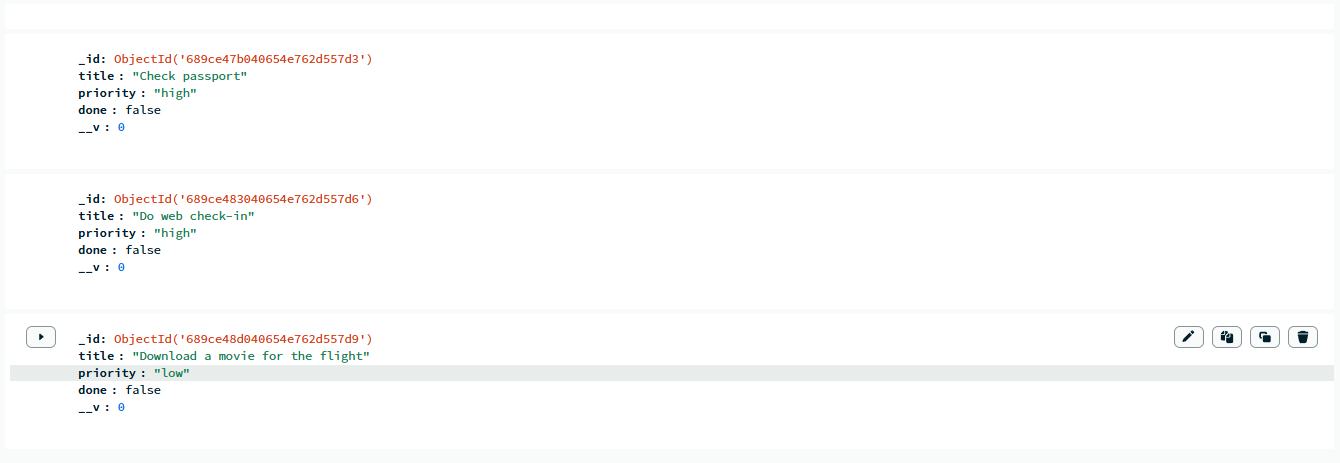 _id: ObjectId('689ce47b040654e762d557d3')
title : "Check passport"
priority : "high"
done : false
__v : 0
_id: ObjectId('689ce483040654e762d557d6')
title : "Do web check-in"
priority : "high"
done : false
__v : 0
_id: ObjectId('689ce48d040654e762d557d9')
title : "Download a movie for the flight"
priority : "low"
done : false
__v : 0